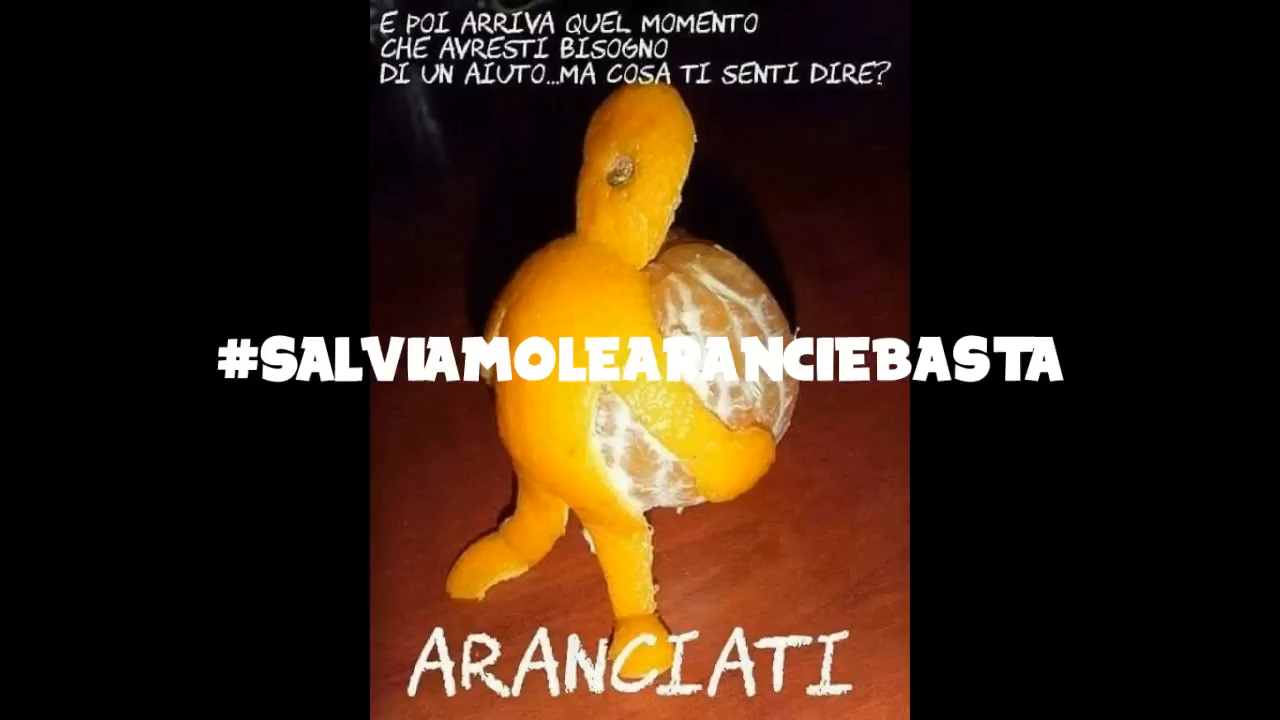 E POI ARRIVA QUEL MOMENTO
CHE AVRESTI BISOGNO
DI UN AIUTO...MA COSA TI SENTI DIRE?
#SALVIAMOLEARANCIEBASTA
ARANCIATI